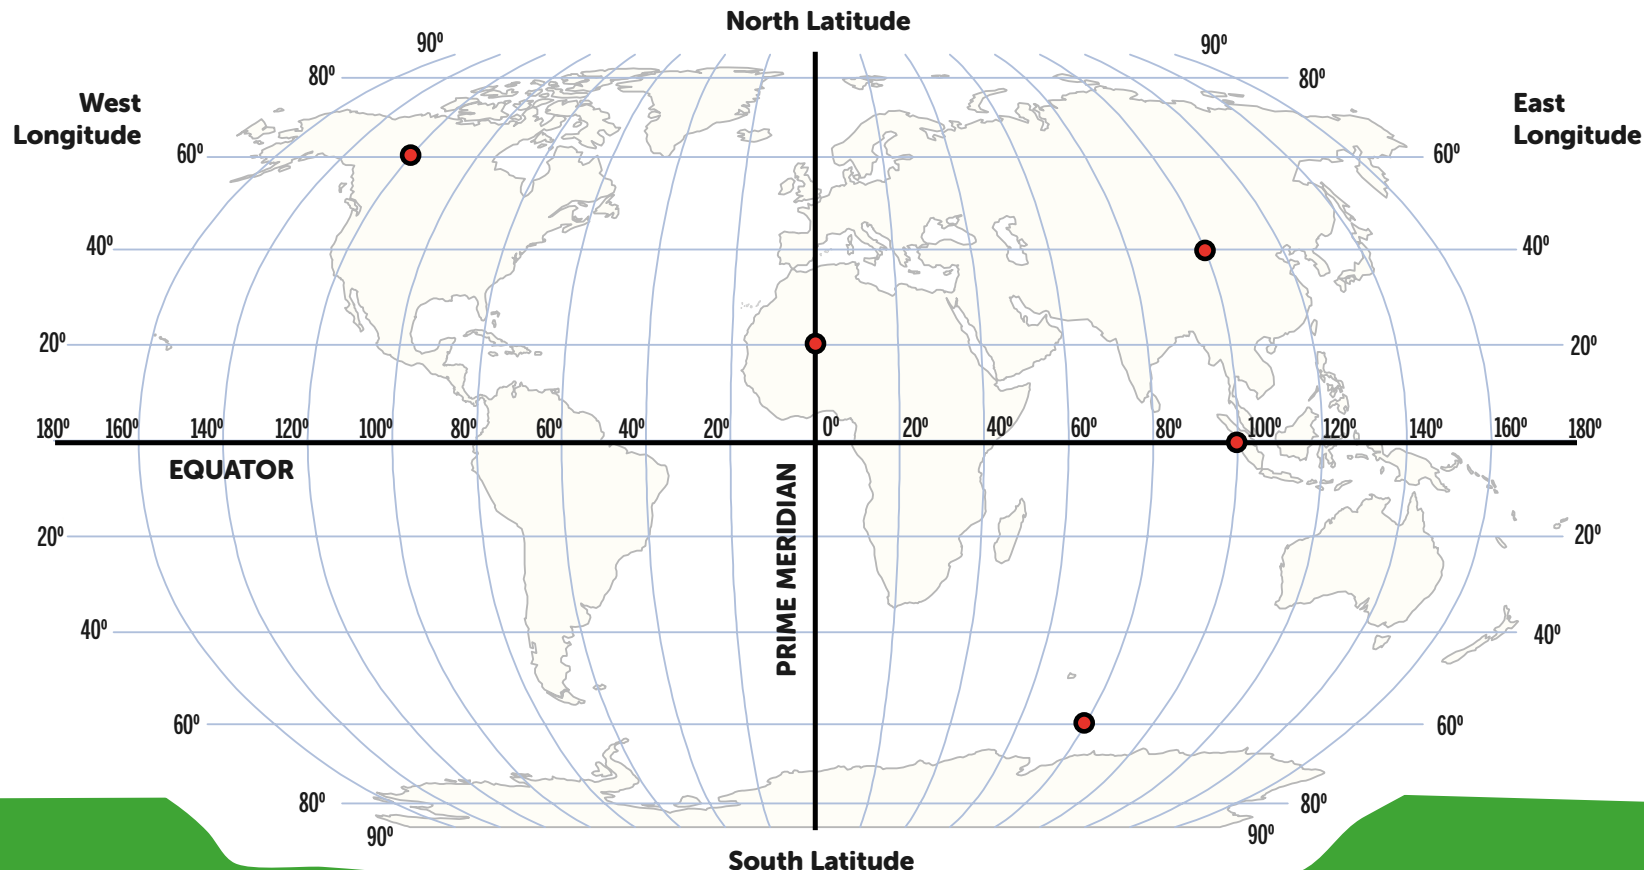 North Latitude
90⁰ 90⁰
80⁰ 80⁰
West
Longitude
East
Longitude
60⁰ 60⁰
40⁰ 40⁰
20⁰ 20⁰
180⁰ 160⁰ 140⁰ 120⁰ 100⁰ 80⁰ 60⁰ 40⁰ 20⁰ 0⁰ 20⁰ 40⁰ 60⁰ 80⁰ 100⁰ 120⁰ 140⁰ 160⁰ 180⁰
EQUATOR
PRIME MERIDIAN
20⁰ 20⁰
40⁰ 40⁰
60⁰ 60⁰
80⁰ 80⁰
90⁰ 90⁰
South Latitude